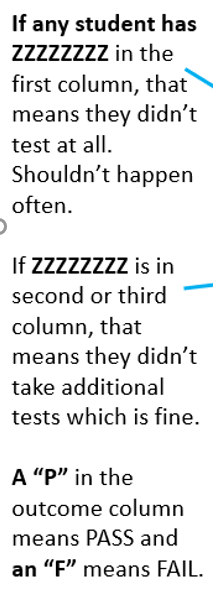 If any student has
ZZZZZZZZ in the
first column, that
means they didn’t
test at all.
Shouldn’t happen
often.
If ZZZZZZZZ is in
second or third
column, that
means they didn’t
take additional
tests which is fine.
A “P” in the
outcome column
means PASS and
an “F” means FAIL.